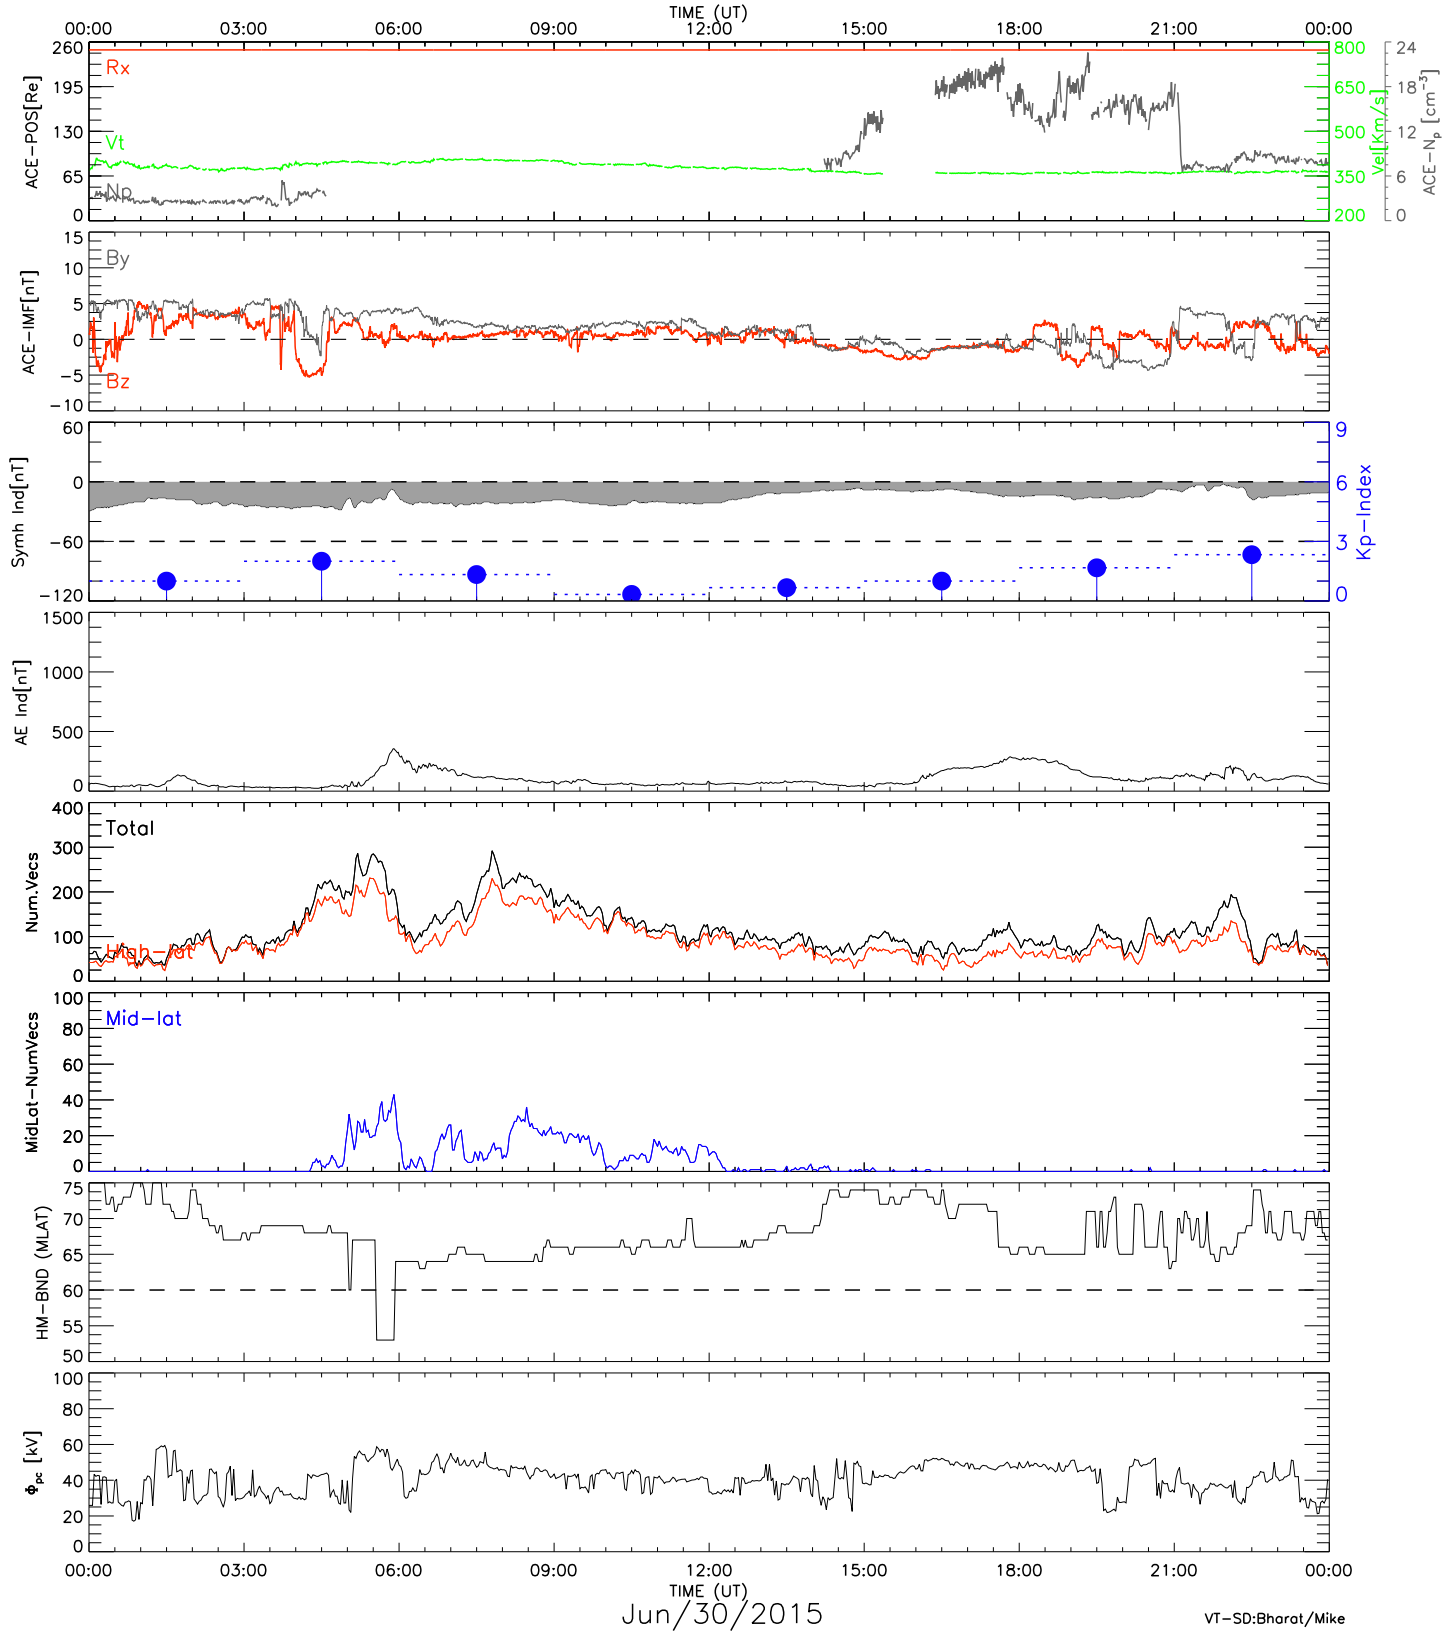 TIME (UT)
00:00 03:00 06:00 09:00 12:00 15:00 18:00 21:00 00:00
ACE-POS[Re]
260
195
130
65
0
Rx
Vt
Np
800
650
500
350
200
Vel[Km/s]
24
18
12
6
0
ACE-Np [cm-3]
ACE-IMF[nT]
15
10
5
0
-5
-10
By
Bz
Symh Ind[nT]
60
0
-60
-120
9
6
3
0
Kp-Index
AE Ind[nT]
1500
1000
500
0
Num.Vecs
400
300
200
100
0
Total
High-lat
MidLat-NumVecs
100
80
60
40
20
0
Mid-lat
HM-BND (MLAT)
75
70
65
60
55
50
Φpc [kV]
100
80
60
40
20
0
00:00 03:00 06:00 09:00 12:00 15:00 18:00 21:00 00:00
TIME (UT)
Jun/30/2015
VT-SD:Bharat/Mike